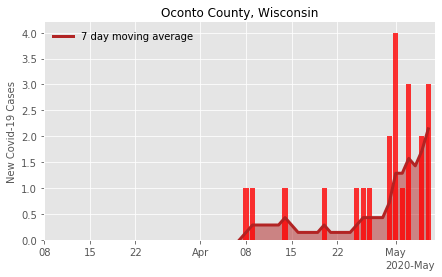 Oconto County, Wisconsin
7 day moving average
New Covid-19 Cases
4.0
3.5
3.0
2.5
2.0
1.5
1.0
0.5
0.0
08 15 22 Apr 08 15 22 May
2020-May